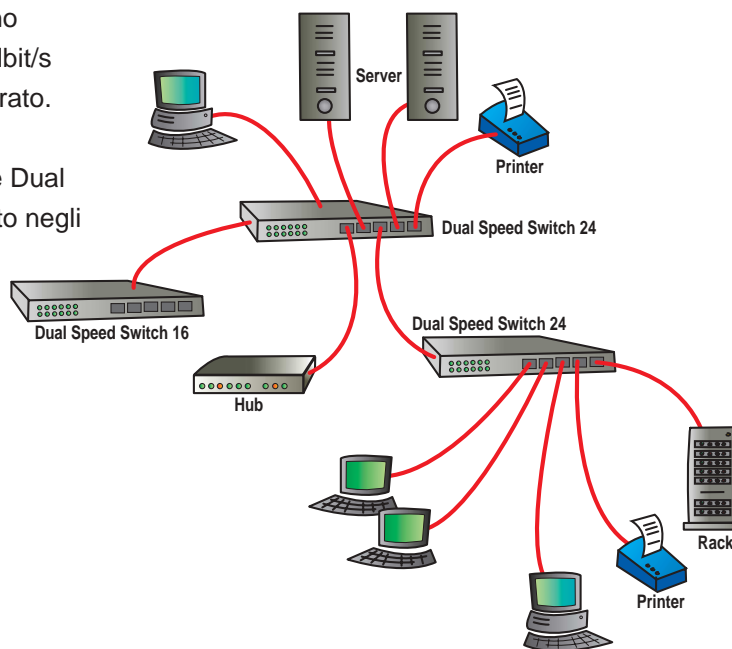 no
lbit/s
rato.
e Dual
to negli
Server
Printer
Dual Speed Switch 24
Dual Speed Switch 16
Dual Speed Switch 24
Hub
Rack
Printer